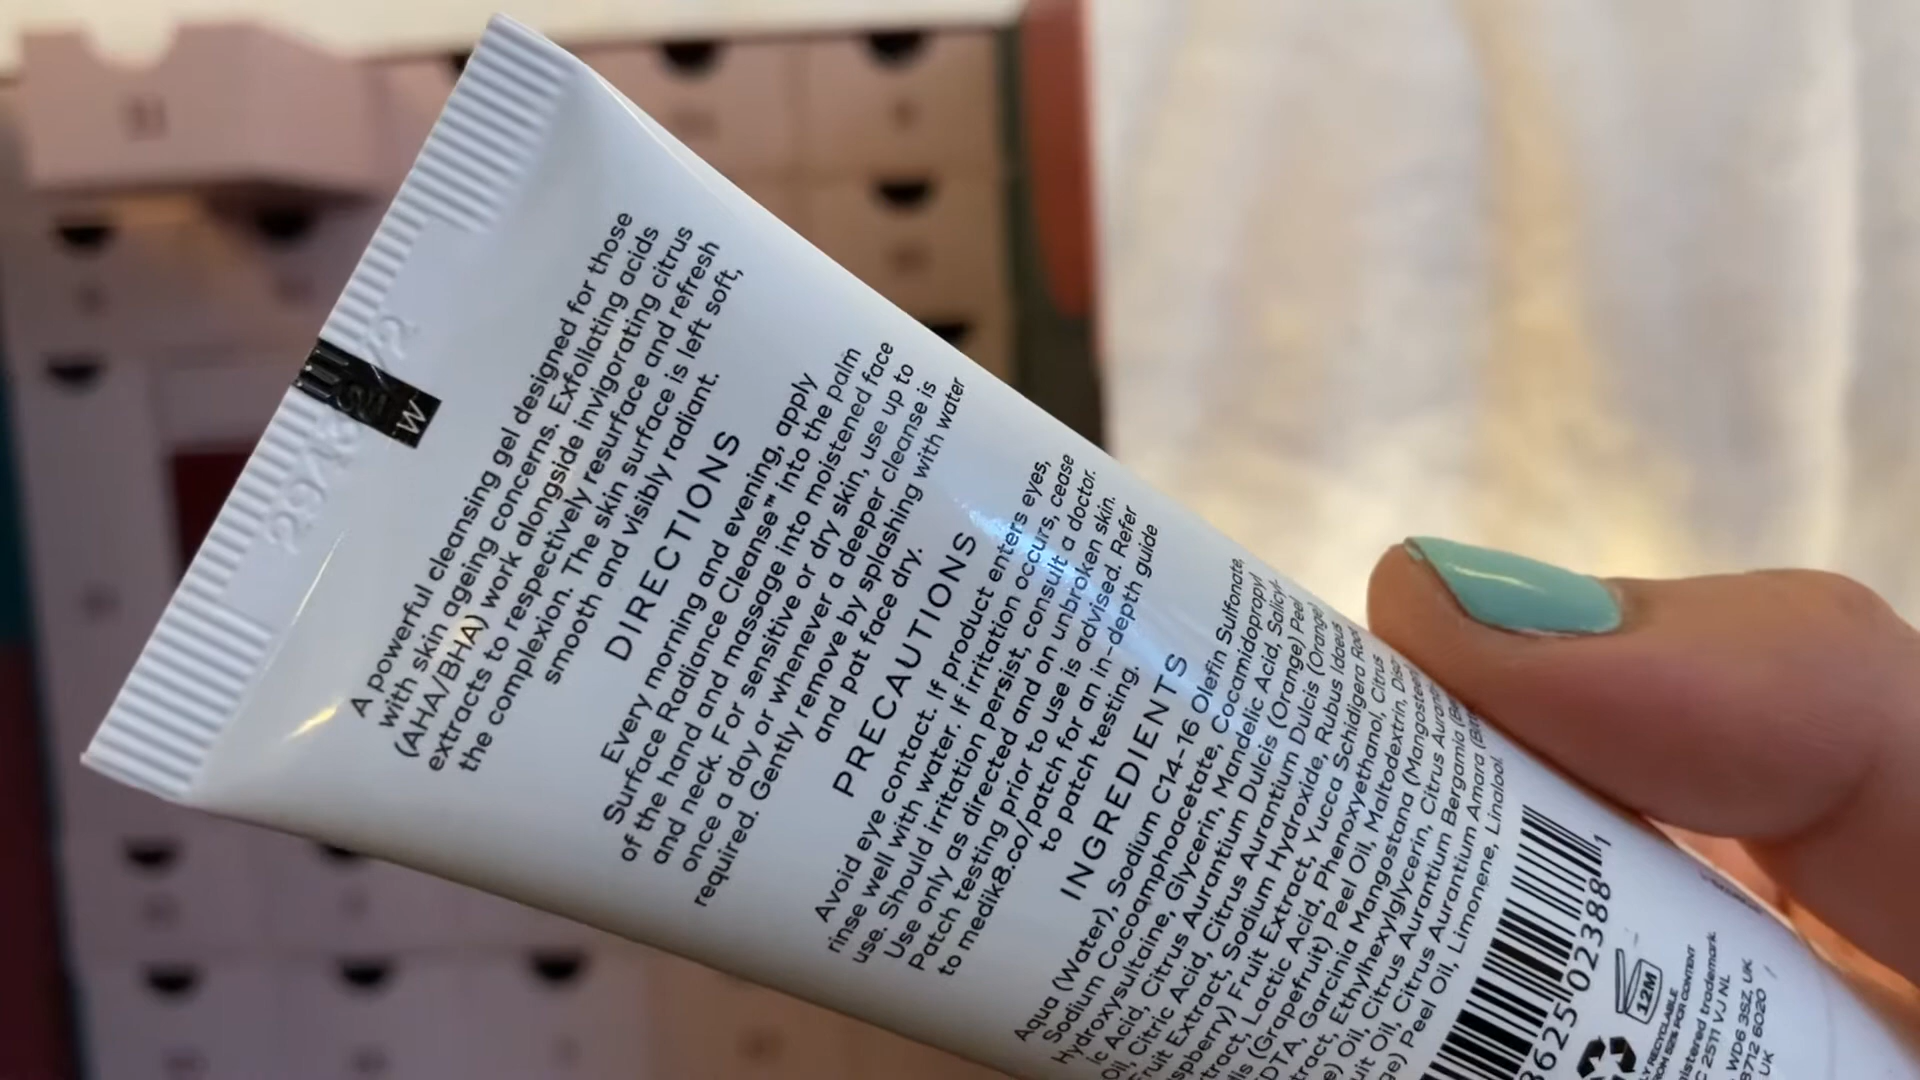 A powerful cleansing gel designed for those
with skin ageing concerns. Exfoliating acids
(AHA/BHA) work alongside invigorating citrus
extracts to respectively resurface and refresh
the complexion. The skin surface is left soft,
smooth and visibly radiant.
DIRECTIONS
Every morning and evening, apply
Surface Radiance Cleanse™ into the palm
of the hand and massage into moistened face
and neck. For sensitive or dry skin, use up to
once a day or whenever a deeper cleanse is
required. Gently remove by splashing with water
and pat face dry.
PRECAUTIONS
Avoid eye contact. If product enters eyes,
rinse well with water. If irritation occurs, cease
use. Should irritation persist, consult a doctor.
Use only as directed and on unbroken skin.
Patch testing prior to use is advised. Refer
to medik8.co/patch for an in-depth guide
to patch testing.
INGREDIENTS
Aqua (Water), Sodium C14-16 Olefin Sulfonate,
Sodium Cocoamphoacetate, Cocamidopropyl
Hydroxysultaine, Glycerin, Mandelic Acid, Salicyl-
ic Acid, Citrus Aurantium Dulcis (Orange) Peel
Oil, Citric Acid, Citrus Aurantium Dulcis (Orange)
Fruit Extract, Sodium Hydroxide, Rubus Idaeus
Fruit Extract, Yucca Schidigera Root
Lactic Acid, Phenoxyethanol, Citrus
(Grapefruit) Peel Oil, Maltodextrin,
Garcinia Mangostana (Mangosteen)
Ethylhexylglycerin, Citrus
Oil, Citrus Aurantium Bergamia
Oil, Citrus Aurantium Amara
Peel Oil, Limonene, Linalool.
12M